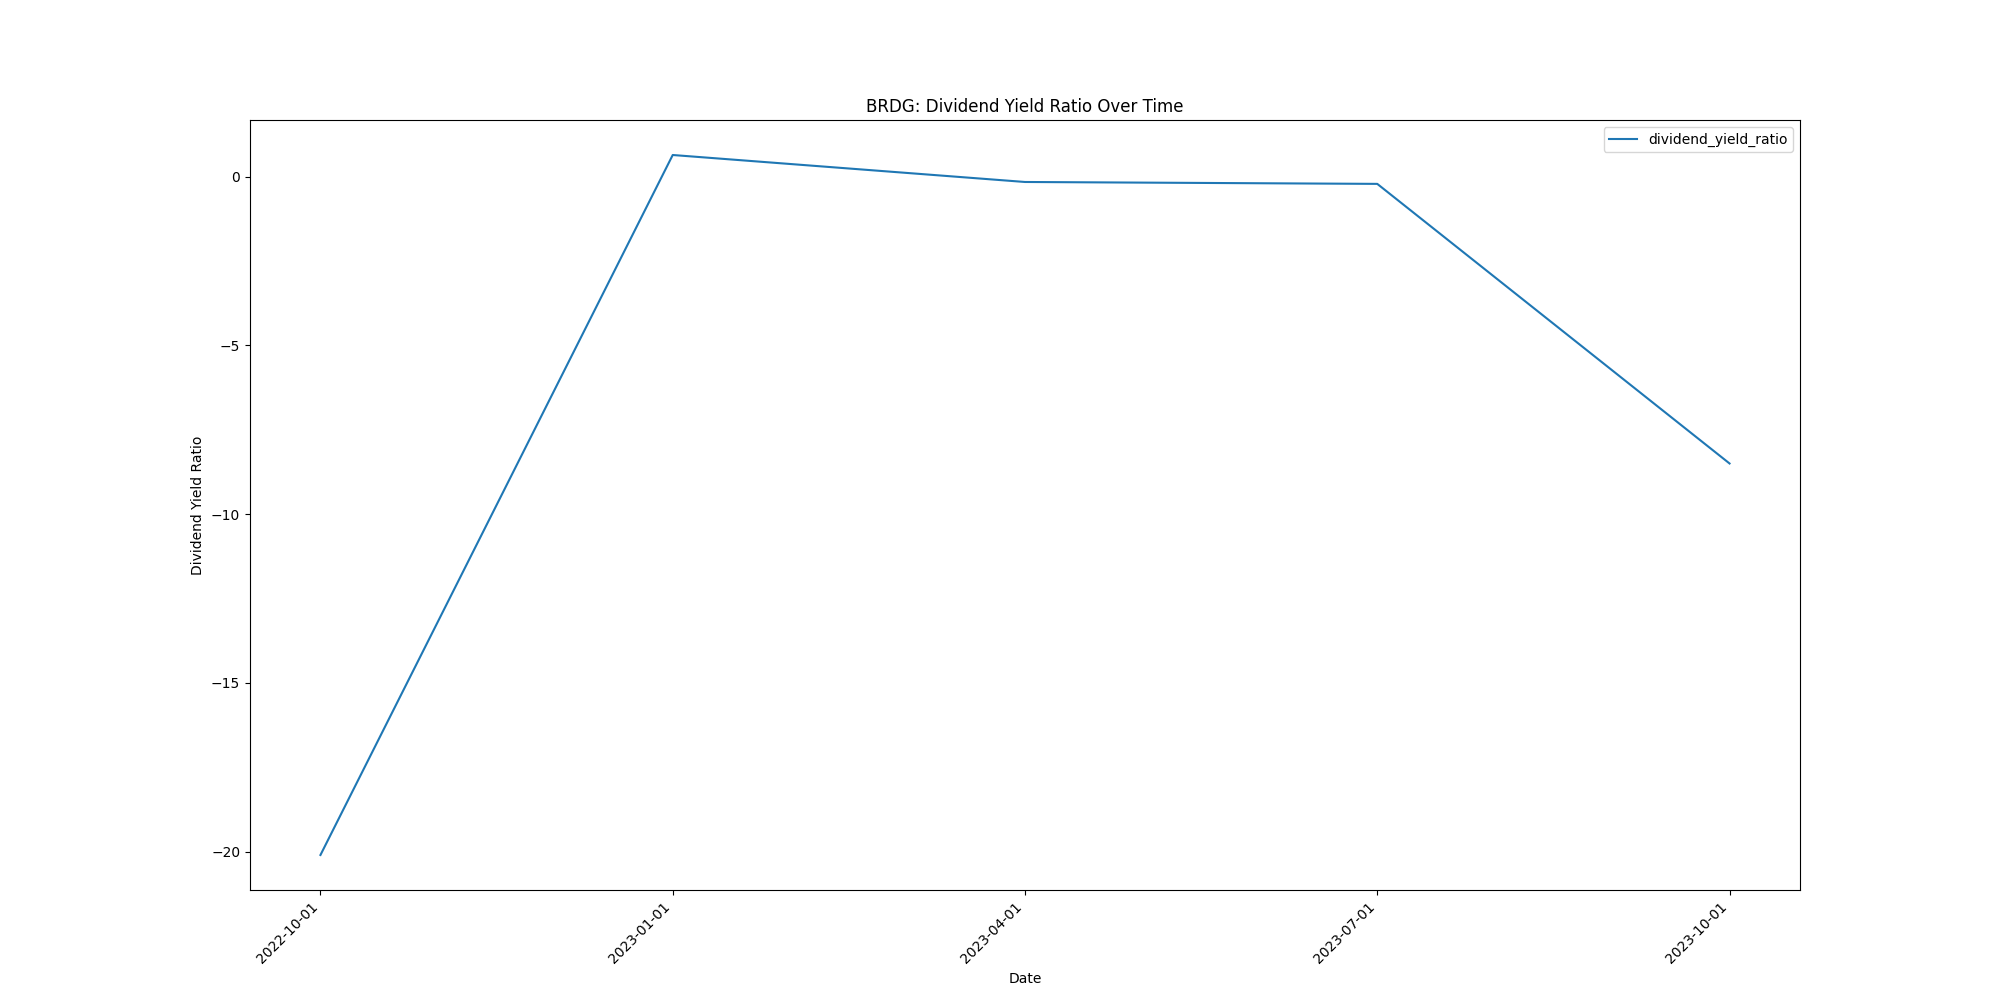 BRDG: Dividend Yield Ratio Over Time
dividend_yield_ratio
Dividend Yield Ratio
0
−5
−10
−15
−20
2022-10-01
2023-01-01
2023-04-01
2023-07-01
2023-10-01
Date